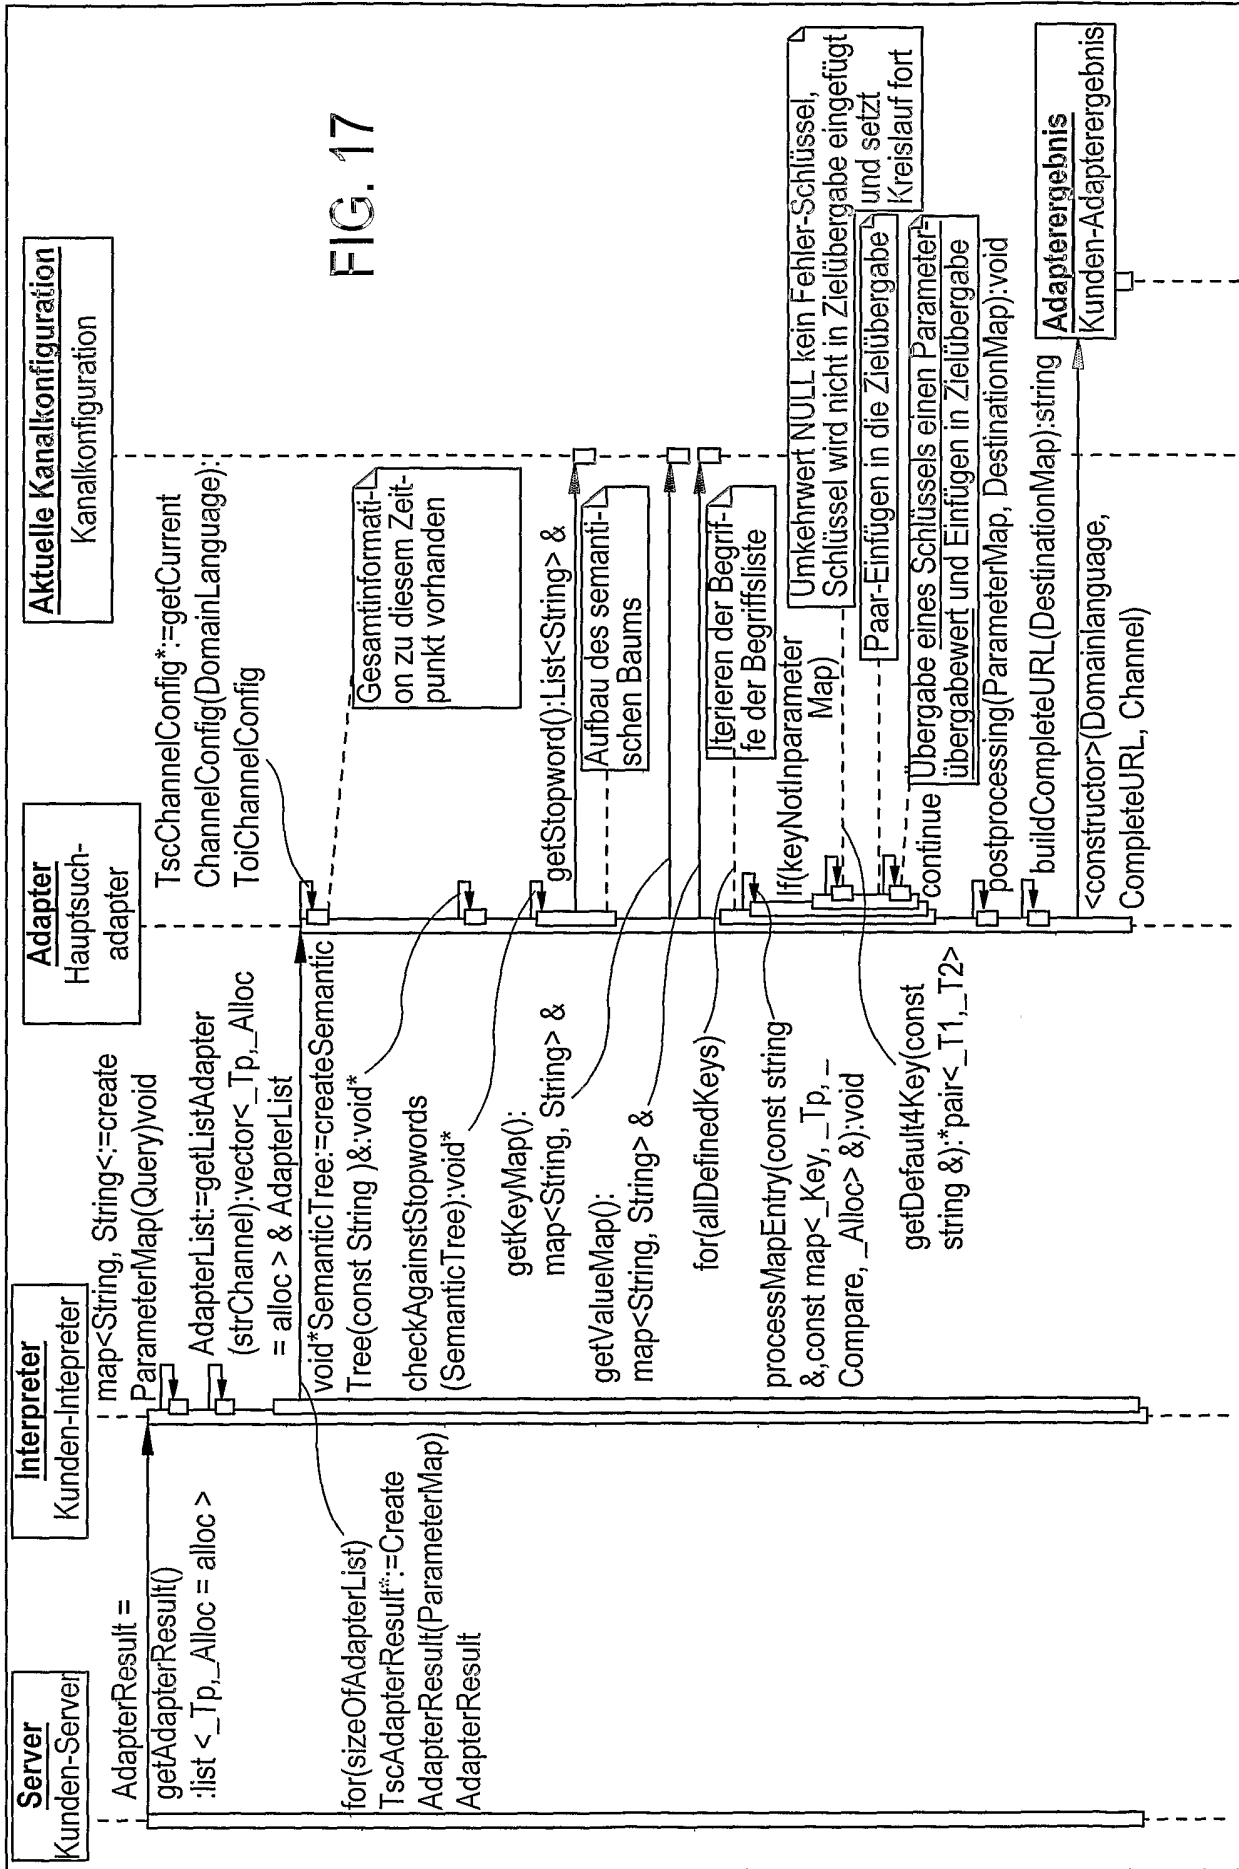 FIG. 17
Server
Kunden-Server
Interpreter
Kunden-Intepreter
Adapter
Hauptsuch-
adapter
Aktuelle Kanalkonfiguration
Kanalkonfiguration
AdapterResult =
getAdapterResult()
:list <_Tp,_Alloc = alloc >
map<String, String<:=create
ParameterMap(Query)void
AdapterList:=getListAdapter
(strChannel):vector<_Tp,_Alloc
= alloc > & AdapterList
for(sizeOfAdapterList)
TscAdapterResult*:=Create
AdapterResult(ParameterMap)
AdapterResult
TscChannelConfig*:=getCurrent
ChannelConfig(DomainLanguage):
ToiChannelConfig
Gesamtinformati-
on zu diesem Zeit-
punkt vorhanden
void*SemanticTree:=createSemantic
Tree(const String )&:void*
checkAgainstStopwords
(SemanticTree):void*
getStopword():List<String> &
Aufbau des semanti-
schen Baums
getKeyMap():
map<String, String> &
getValueMap():
map<String, String> &
for(allDefinedKeys)
Iterieren der Begrif-
fe der Begriffsliste
processMapEntry(const string
&,const map<_Key, _Tp, _
Compare, _Alloc> &):void
If(keyNotInparameter
Map)
Umkehrwert NULL kein Fehler-Schlüssel,
Schlüssel wird nicht in Zielübergabe eingefügt
und setzt
Kreislauf fort
getDefault4Key(const
string &):*pair<_T1,_T2>
Paar-Einfügen in die Zielübergabe
Übergabe eines Schlüssels einen Parameter-
übergabewert und Einfügen in Zielübergabe
continue
postprocessing(ParameterMap, DestinationMap):void
buildCompleteURL(DestinationMap):string
<constructor>(Domainlanguage,
CompleteURL, Channel)
Adapterergebnis
Kunden-Adapterergebnis